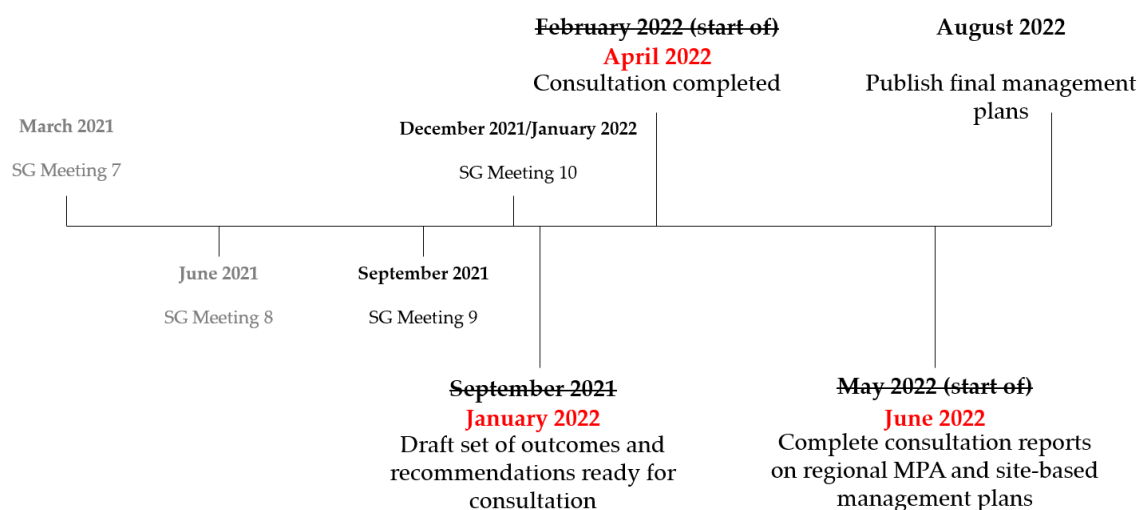 February 2022 (start of)
April 2022
Consultation completed
August 2022
Publish final management
plans
March 2021
SG Meeting 7
December 2021/January 2022
SG Meeting 10
June 2021
SG Meeting 8
September 2021
SG Meeting 9
September 2021
January 2022
Draft set of outcomes and
recommendations ready for
consultation
May 2022 (start of)
June 2022
Complete consultation reports
on regional MPA and site-based
management plans